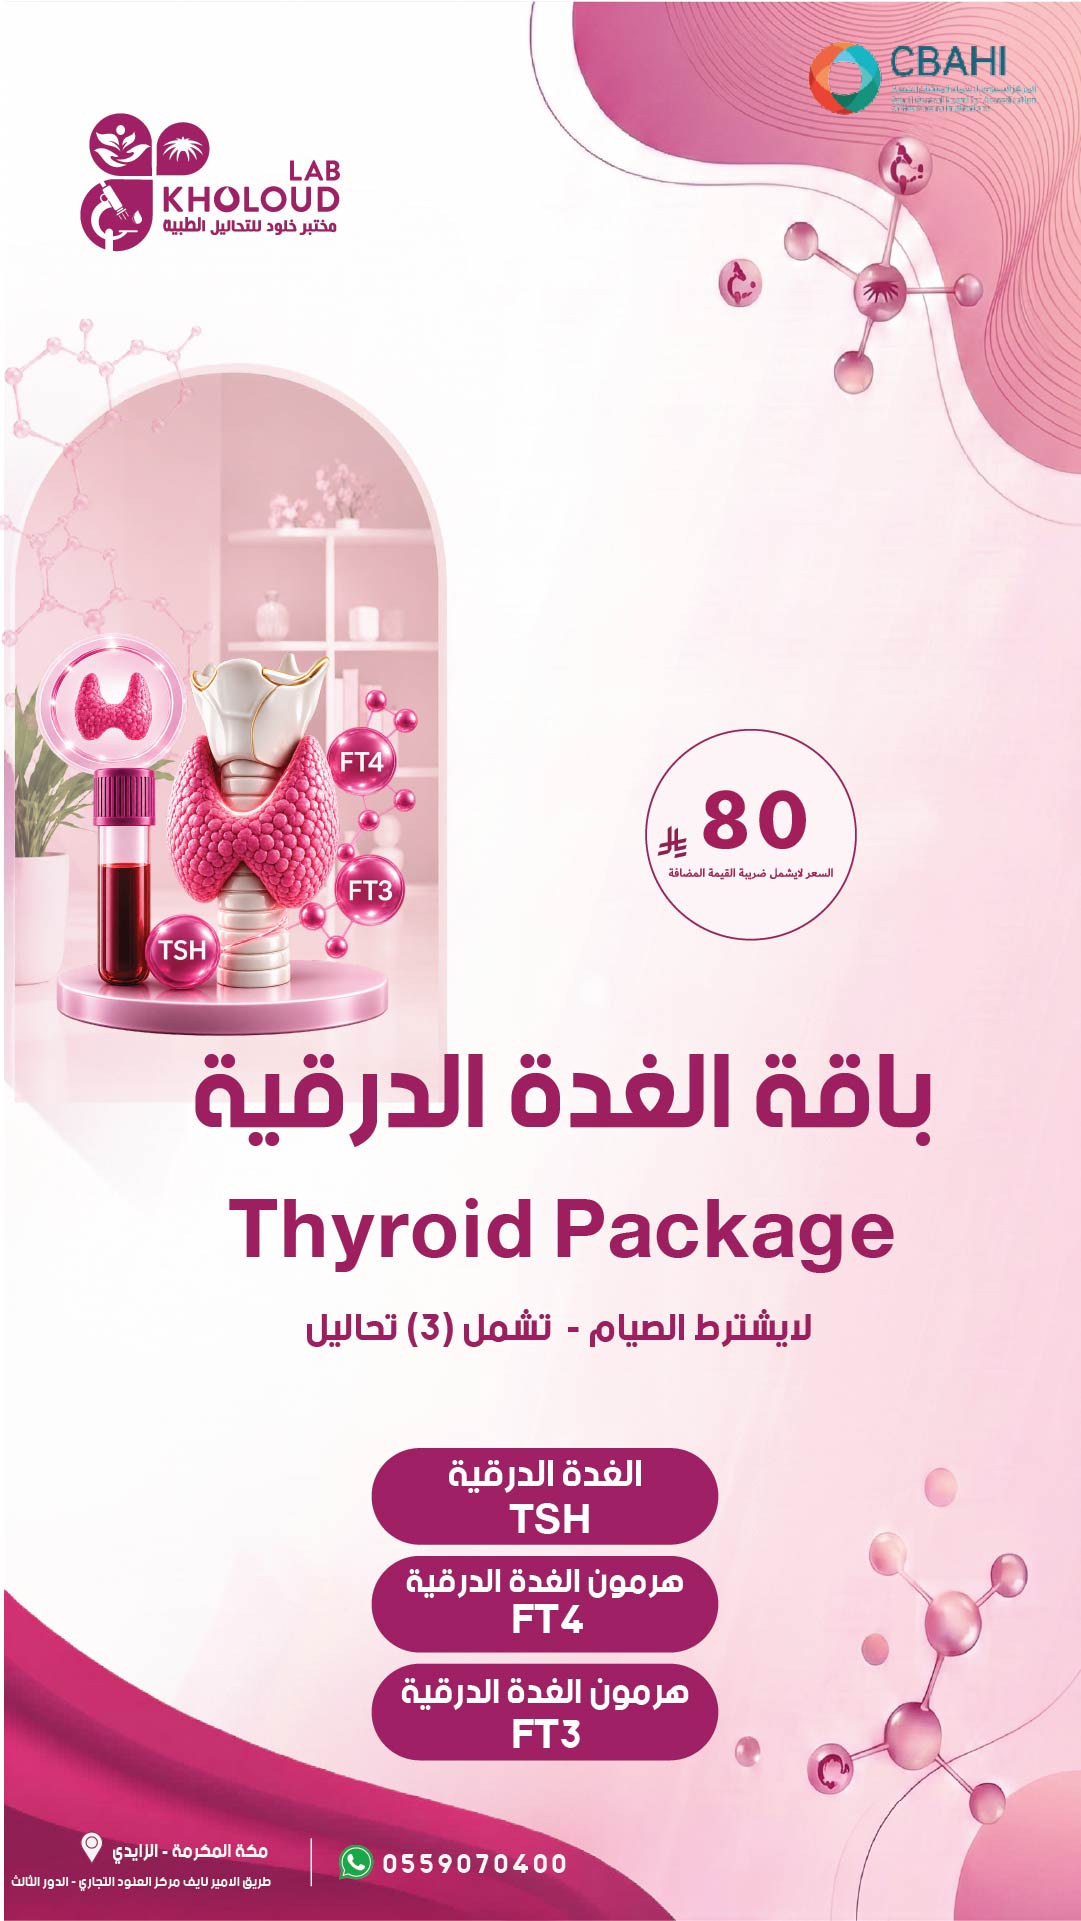 CBAHI
LAB
KHOLOUD
مختبر خلود للتحاليل الطبية
FT4
FT3
TSH
80
السعر لايشمل ضريبة القيمة المضافة
باقة الغدة الدرقية
Thyroid Package
لايشترط الصيام - تشمل (3) تحاليل
الغدة الدرقية
TSH
هرمون الغدة الدرقية
FT4
هرمون الغدة الدرقية
FT3
مكة المكرمة - الزايدي
طريق الامير نايف مركز العنود التجاري - الدور الثالث
0559070400